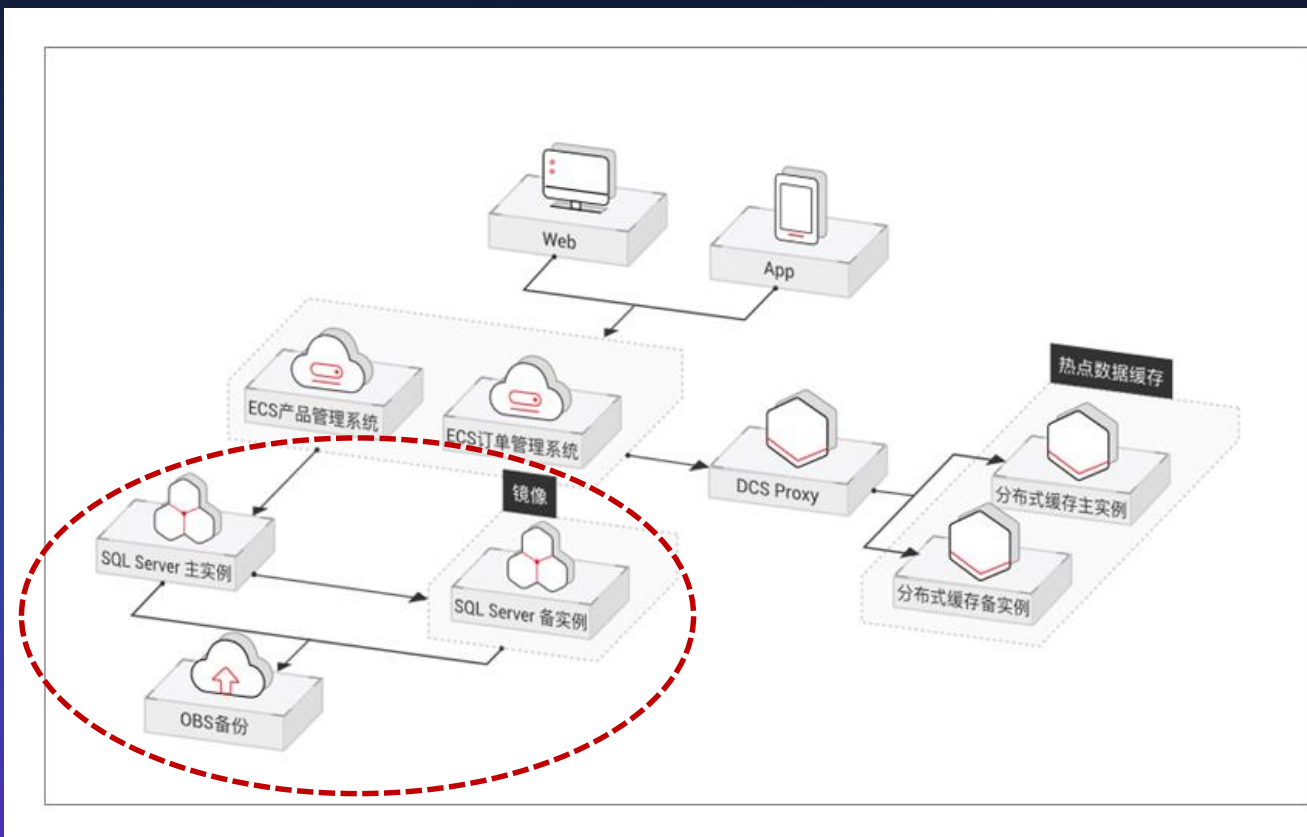 Web
App
热点数据缓存
ECS产品管理系统
ECS订单管理系统
镜像
DCS Proxy
分布式缓存主实例
SQL Server 主实例
SQL Server 备实例
分布式缓存备实例
OBS备份